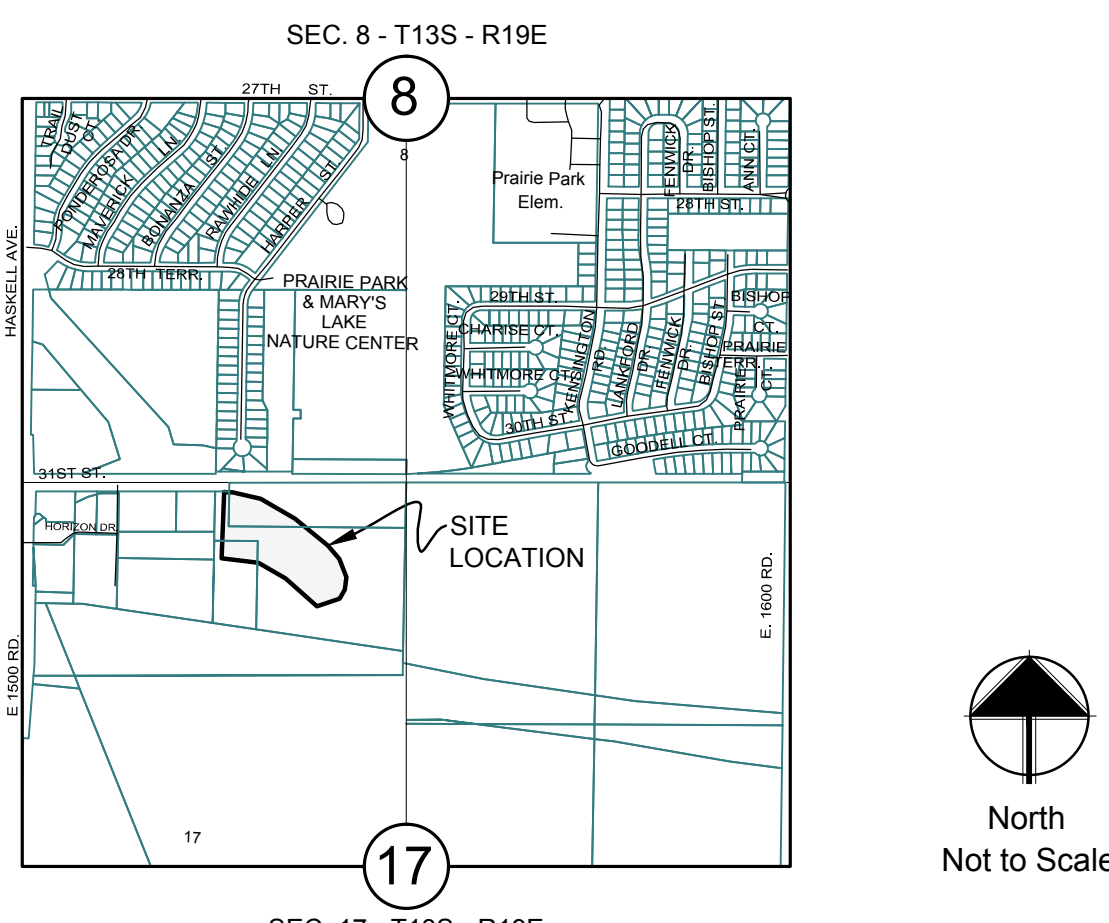 SEC. 8 - T13S - R19E
8
27TH ST.
8
TRAIL
DUST
CT.
PONDEROSA DR.
MAVERICK LN.
BONANZA ST.
RAWHIDE LN
HARPER ST.
28TH TERR.
HASKELL AVE.
PRAIRIE PARK
& MARY'S
LAKE
NATURE CENTER
Prairie Park
Elem.
FENWICK
DR.
BISHOP ST.
ANN CT.
28TH ST.
29TH ST.
WHITMORE CT.
CHARISE CT.
WHITMORE CT.
KENSINGTON
RD.
LANKFORD
DR.
FENWICK
DR.
BISHOP ST.
BISHOP
CT.
PRAIRIE
TERR.
PRAIRIE
CT.
30TH ST.
GOODELL CT.
31ST ST.
HORIZON DR.
SITE
LOCATION
E 1500 RD.
E. 1600 RD.
17
17
SEC. 17 - T13S - R19E
North
Not to Scale